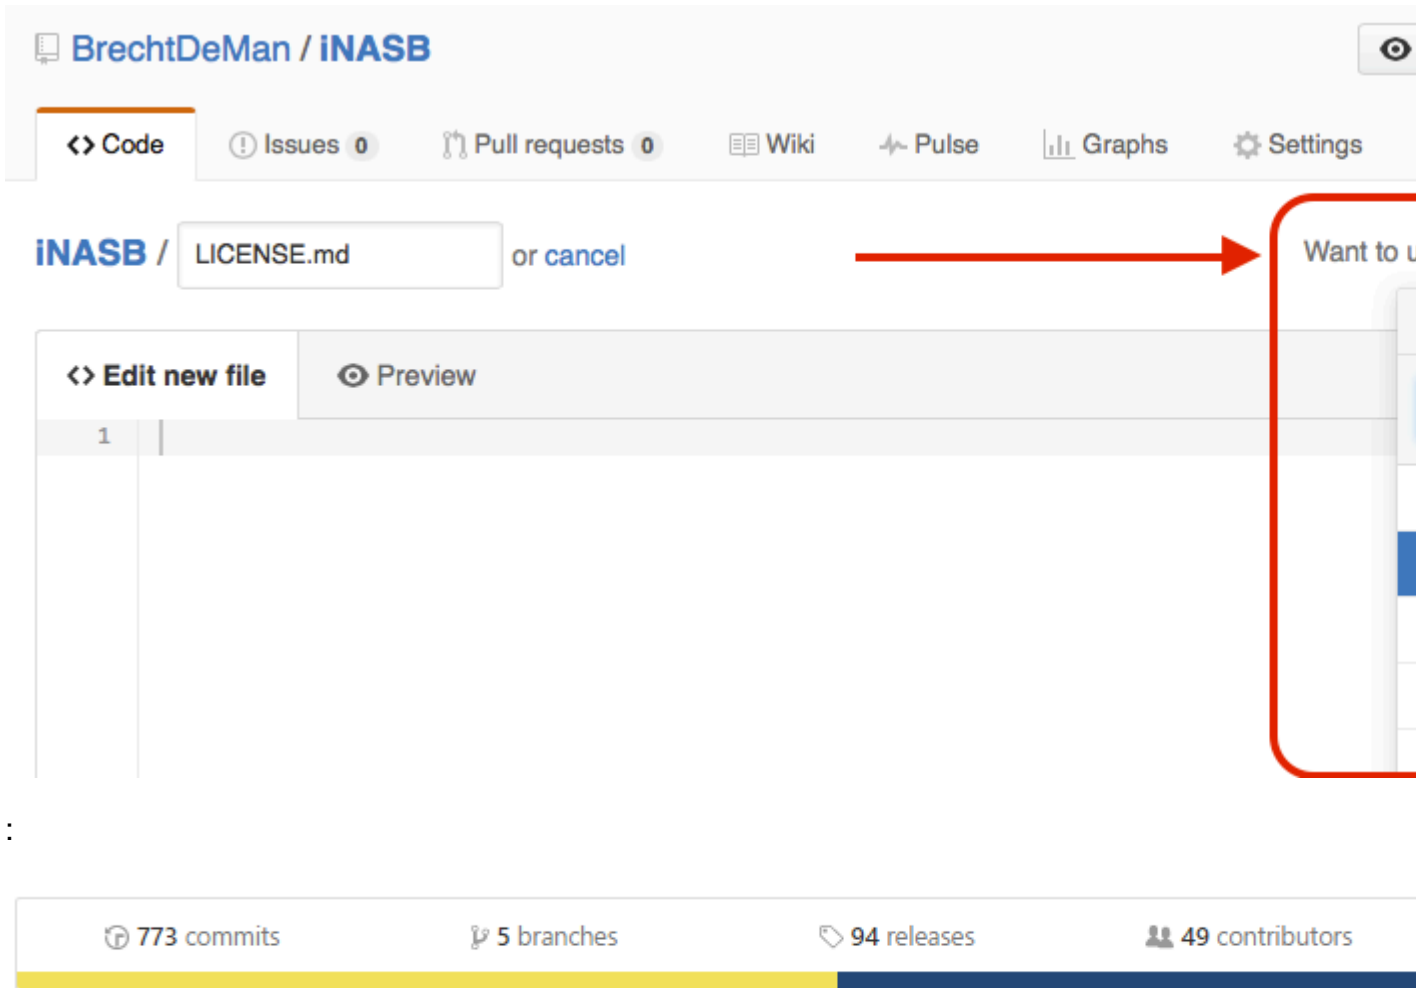 BrechtDeMan / iNASB
Code Issues 0 Pull requests 0 Wiki Pulse Graphs Settings
iNASB / LICENSE.md or cancel
Want to
Edit new file Preview
1
:
773 commits 5 branches 94 releases 49 contributors